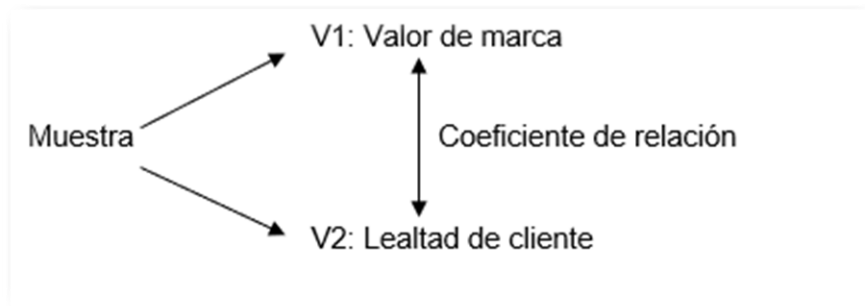 V1: Valor de marca
Muestra
Coeficiente de relación
V2: Lealtad de cliente